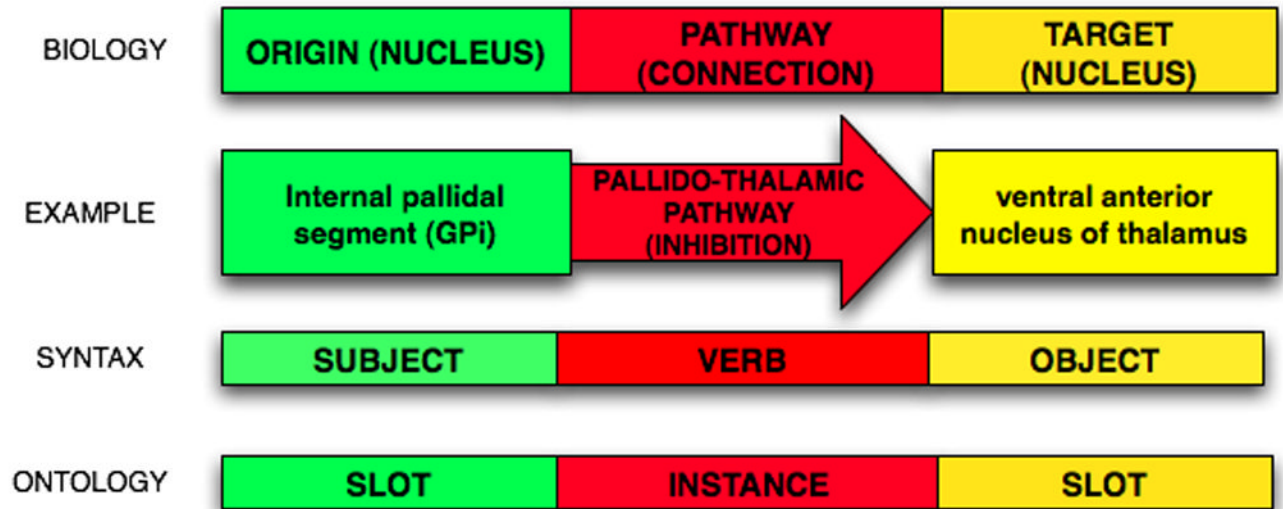 BIOLOGY
ORIGIN (NUCLEUS)
PATHWAY
(CONNECTION)
TARGET
(NUCLEUS)
EXAMPLE
Internal pallidal
segment (GPi)
PALLIDO-THALAMIC
PATHWAY
(INHIBITION)
ventral anterior
nucleus of thalamus
SYNTAX
SUBJECT
VERB
OBJECT
ONTOLOGY
SLOT
INSTANCE
SLOT